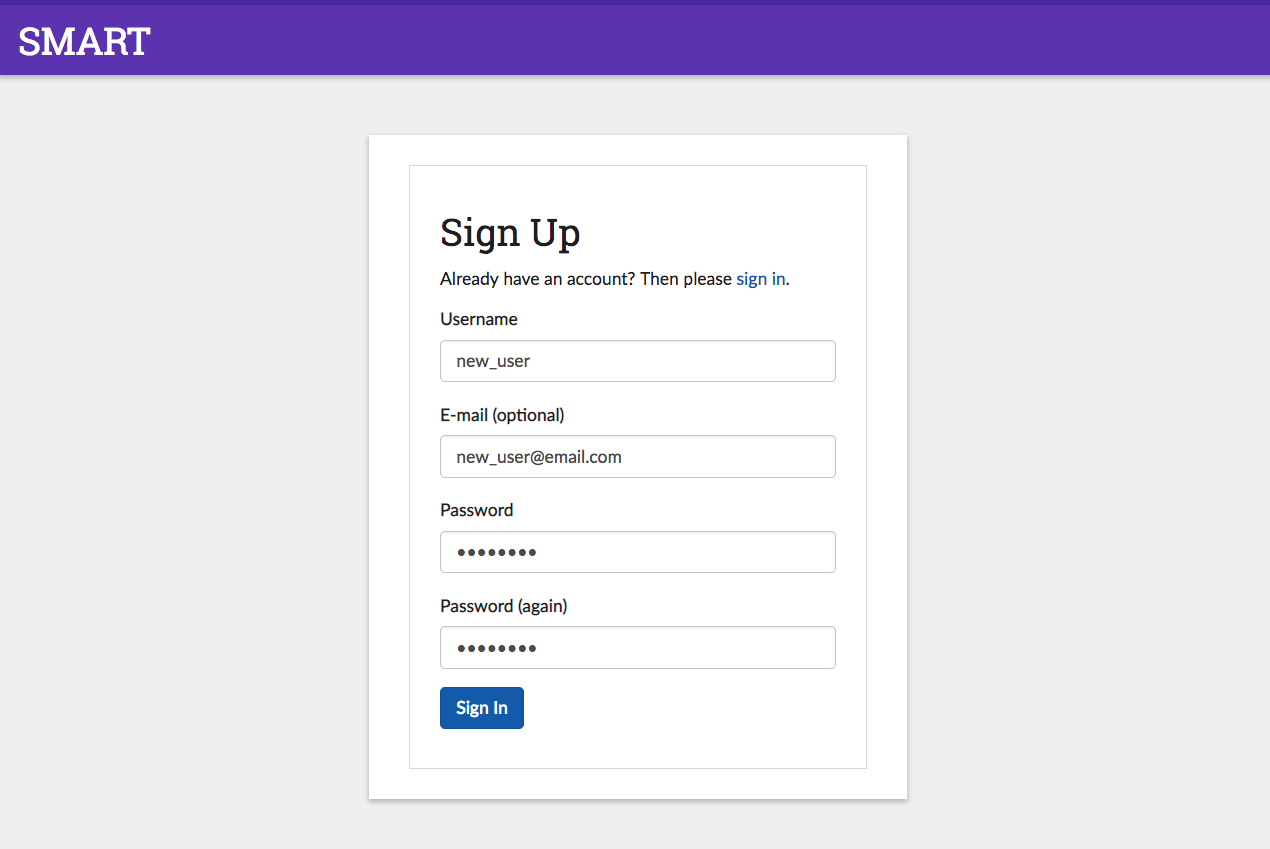 SMART
Sign Up
Already have an account? Then please sign in.
Username
new_user
E-mail (optional)
new_user@email.com
Password
••••••••
Password (again)
••••••••
Sign In